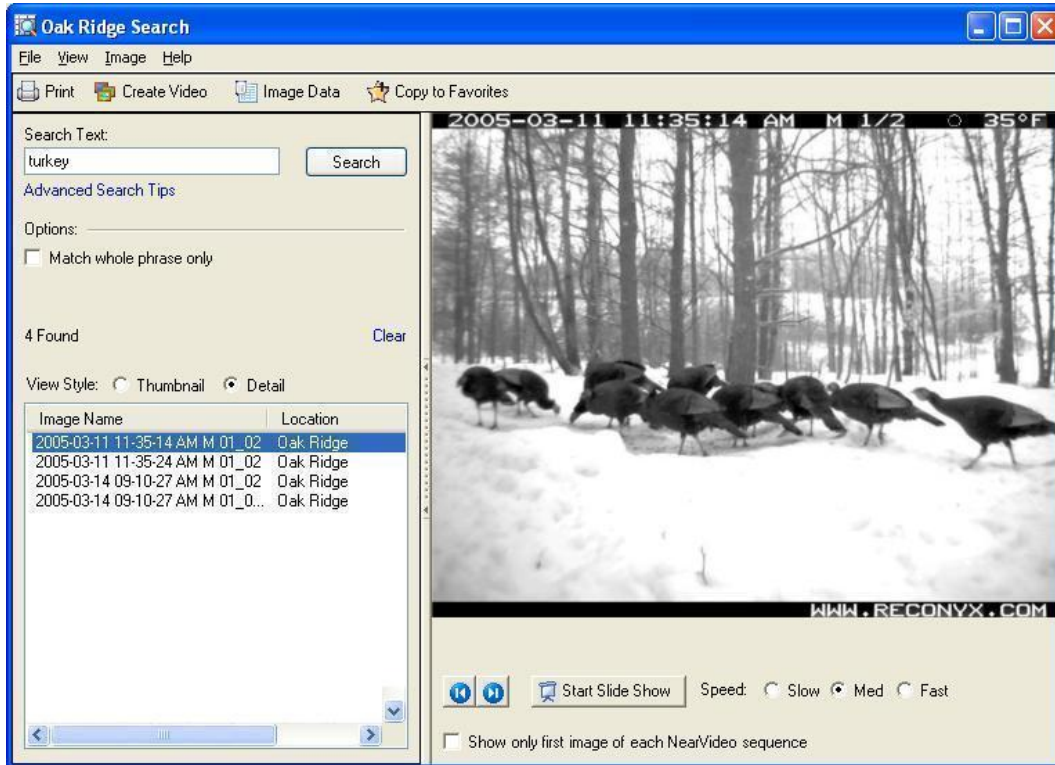 Oak Ridge Search
File View Image Help
Print Create Video Image Data Copy to Favorites
Search Text:
turkey Search
Advanced Search Tips
Options:
Match whole phrase only
4 Found Clear
View Style: Thumbnail Detail
Image Name Location
2005-03-11 11-35-14 AM M 01_02 Oak Ridge
2005-03-11 11-35-24 AM M 01_02 Oak Ridge
2005-03-14 09-10-27 AM M 01_02 Oak Ridge
2005-03-14 09-10-27 AM M 01_0... Oak Ridge
2005-03-11 11:35:14 AM M 1/2 35°F
WWW.RECONYX.COM
Start Slide Show Speed: Slow Med Fast
Show only first image of each NearVideo sequence